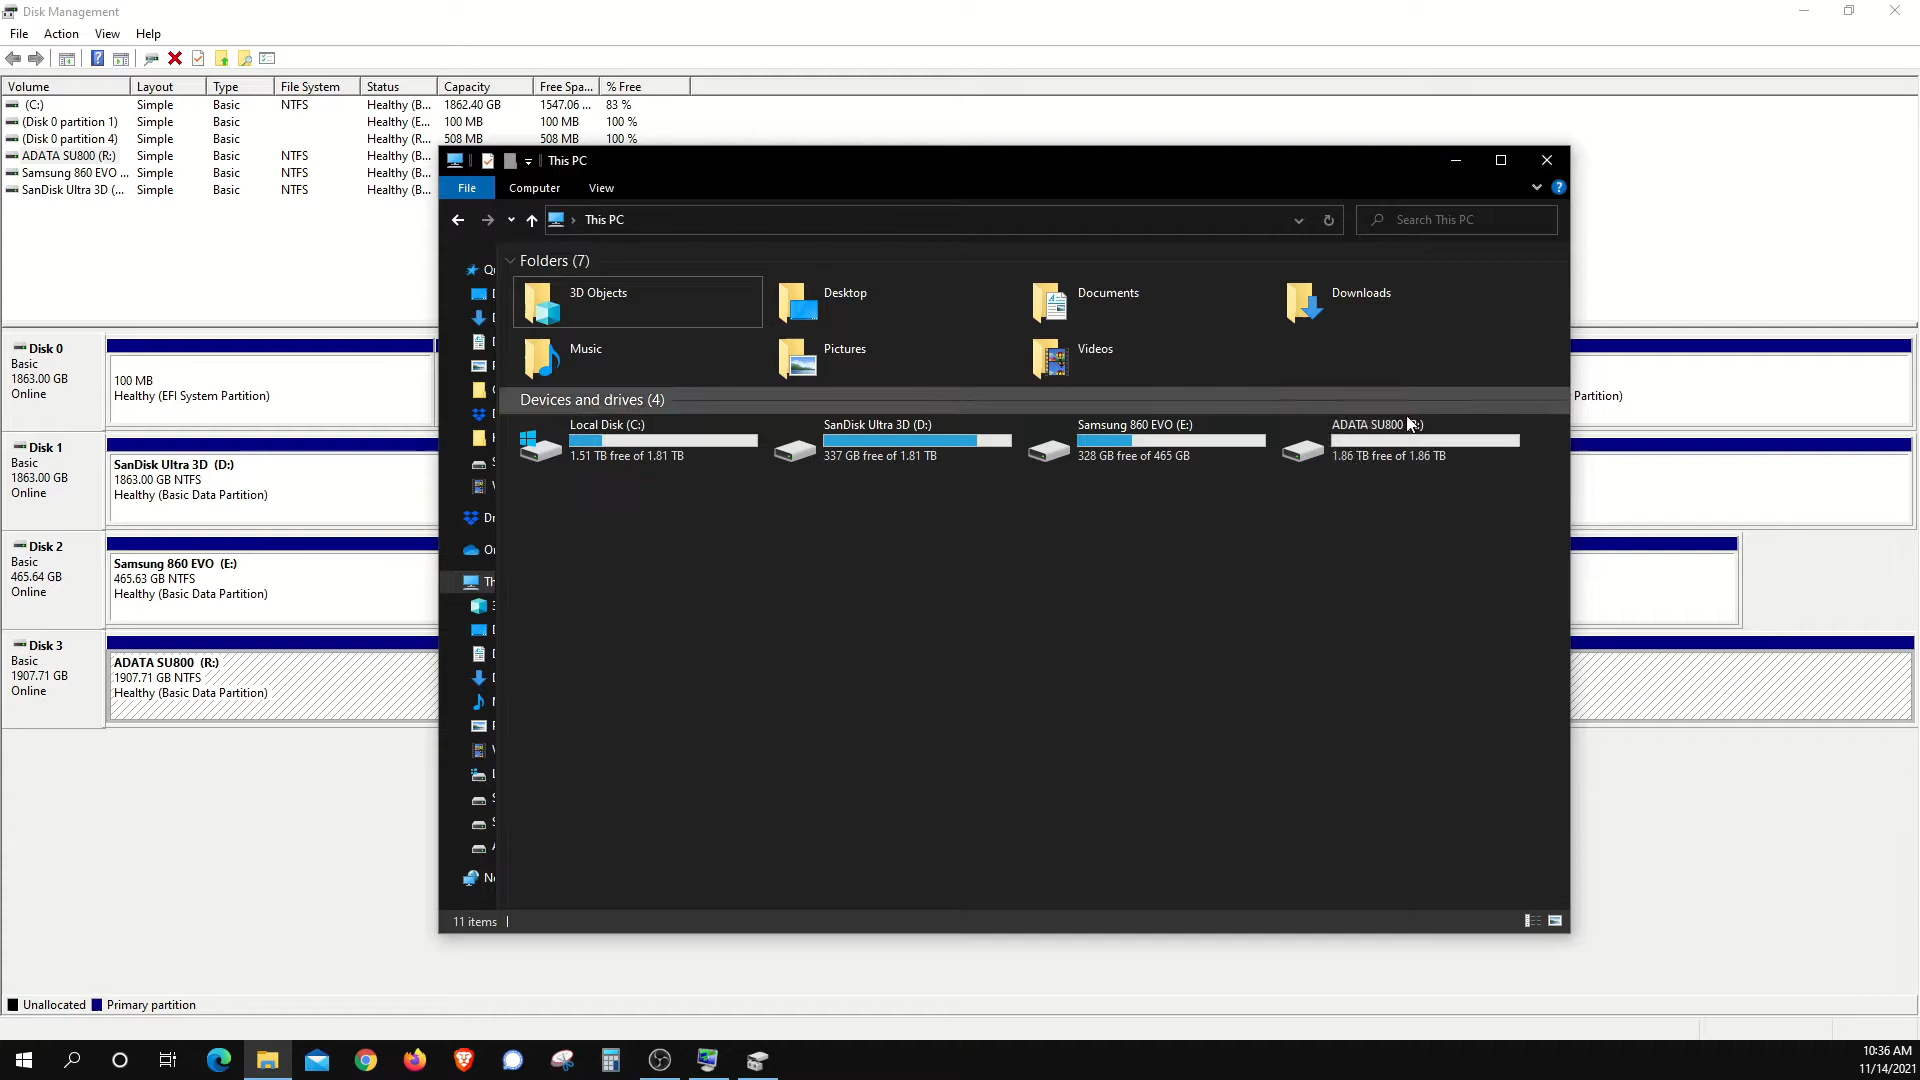 Disk Management
File Action View Help
Volume Layout Type File System Status Capacity Free Spa... % Free
(C:) Simple Basic NTFS Healthy (B... 1862.40 GB 1547.06 ... 83 %
(Disk 0 partition 1) Simple Basic Healthy (E... 100 MB 100 MB 100 %
(Disk 0 partition 4) Simple Basic Healthy (R... 508 MB 508 MB 100 %
ADATA SU800 (R:) Simple Basic NTFS Healthy (B...
Samsung 860 EVO ... Simple Basic NTFS Healthy (B...
SanDisk Ultra 3D (... Simple Basic NTFS Healthy (B...
This PC
File Computer View
This PC
Search This PC
Folders (7)
3D Objects Desktop Documents Downloads
Music Pictures Videos
Devices and drives (4)
Local Disk (C:) SanDisk Ultra 3D (D:) Samsung 860 EVO (E:) ADATA SU800
1.51 TB free of 1.81 TB 337 GB free of 1.81 TB 328 GB free of 465 GB 1.86 TB free of 1.86 TB
11 items
Disk 0
Basic
1863.00 GB
Online
100 MB
Healthy (EFI System Partition)
Partition)
Disk 1
Basic
1863.00 GB
Online
SanDisk Ultra 3D (D:)
1863.00 GB NTFS
Healthy (Basic Data Partition)
Disk 2
Basic
465.64 GB
Online
Samsung 860 EVO (E:)
465.63 GB NTFS
Healthy (Basic Data Partition)
Disk 3
Basic
1907.71 GB
Online
ADATA SU800 (R:)
1907.71 GB NTFS
Healthy (Basic Data Partition)
Unallocated Primary partition
10:36 AM
11/14/2021